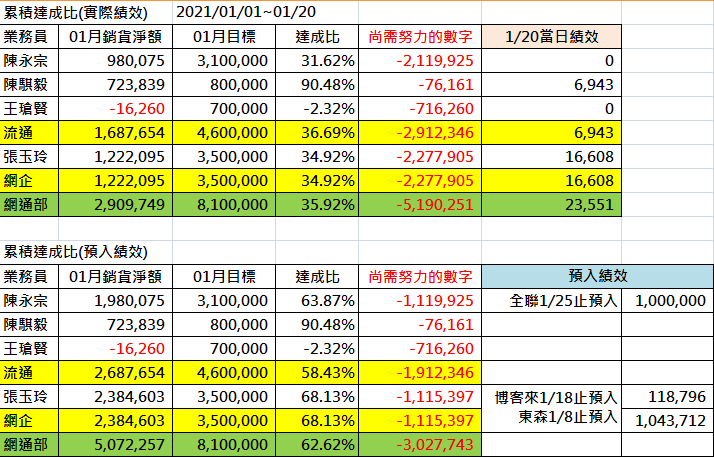 累積達成比(實際績效) 2021/01/01~01/20
業務員 01月銷貨淨額 01月目標 達成比 尚需努力的數字 1/20當日績效
陳永宗 980,075 3,100,000 31.62% -2,119,925 0
陳騏毅 723,839 800,000 90.48% -76,161 6,943
王瑲賢 -16,260 700,000 -2.32% -716,260 0
流通 1,687,654 4,600,000 36.69% -2,912,346 6,943
張玉玲 1,222,095 3,500,000 34.92% -2,277,905 16,608
網企 1,222,095 3,500,000 34.92% -2,277,905 16,608
網通部 2,909,749 8,100,000 35.92% -5,190,251 23,551
累積達成比(預入績效)
業務員 01月銷貨淨額 01月目標 達成比 尚需努力的數字 預入績效
陳永宗 1,980,075 3,100,000 63.87% -1,119,925 全聯1/25止預入 1,000,000
陳騏毅 723,839 800,000 90.48% -76,161
王瑲賢 -16,260 700,000 -2.32% -716,260
流通 2,687,654 4,600,000 58.43% -1,912,346
張玉玲 2,384,603 3,500,000 68.13% -1,115,397 博客來1/18止預入 118,796
網企 2,384,603 3,500,000 68.13% -1,115,397 東森1/8止預入 1,043,712
網通部 5,072,257 8,100,000 62.62% -3,027,743